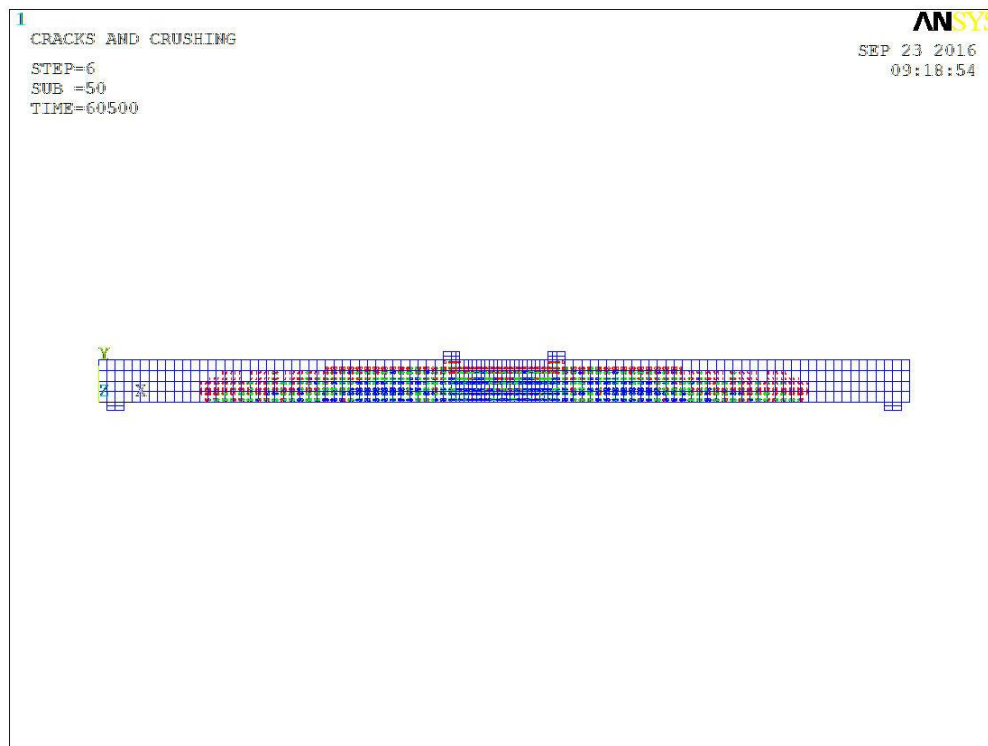 1
CRACKS AND CRUSHING
STEP=6
SUB =50
TIME=60500
ANSYS
SEP 23 2016
09:18:54
Y
Z X